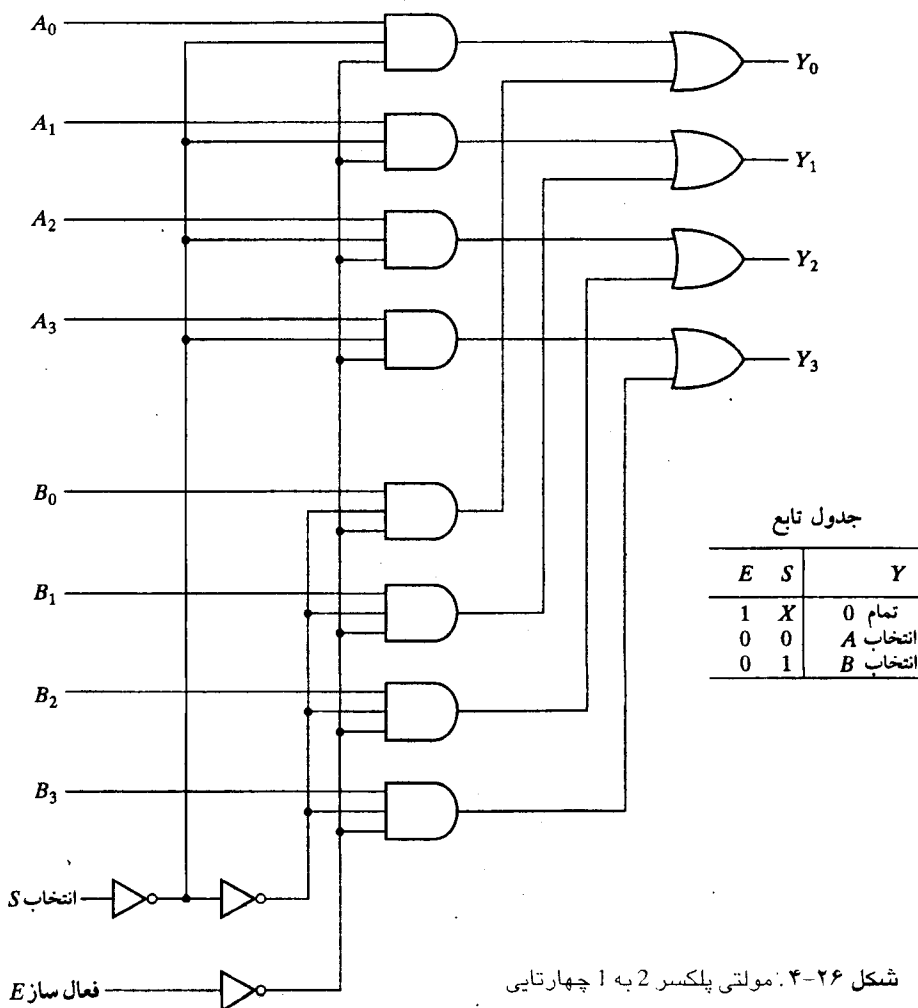 A₀
A₁
A₂
A₃
B₀
B₁
B₂
B₃
انتخاب S
فعال ساز E
Y₀
Y₁
Y₂
Y₃
جدول تابع
E S Y
1 X تمام 0
0 0 انتخاب A
0 1 انتخاب B
شکل ۲۶-۴: مولتی پلکسر 2 به 1 چهارتایی